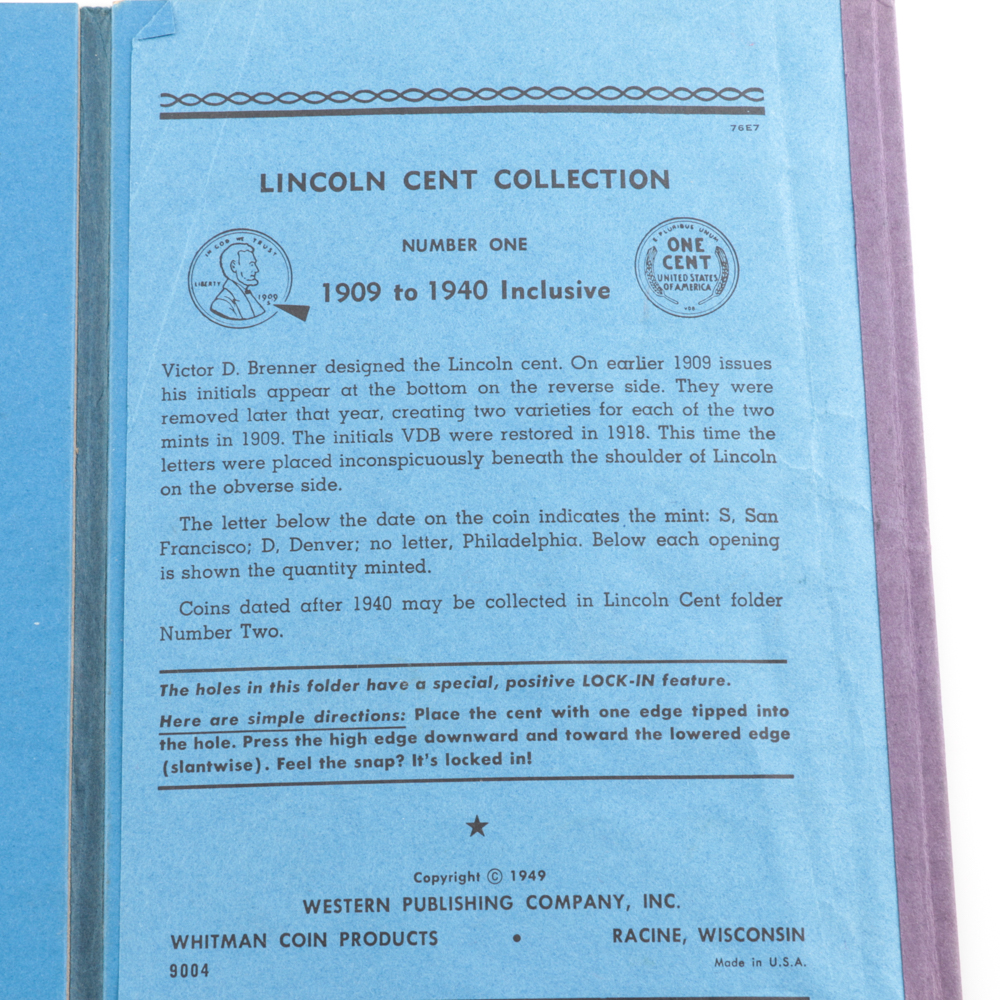 76E7
LINCOLN CENT COLLECTION
IN GOD WE TRUST
LIBERTY
1909
S
NUMBER ONE
1909 to 1940 Inclusive
E PLURIBUS UNUM
ONE
CENT
UNITED STATES
OF AMERICA
VDB
Victor D. Brenner designed the Lincoln cent. On earlier 1909 issues
his initials appear at the bottom on the reverse side. They were
removed later that year, creating two varieties for each of the two
mints in 1909. The initials VDB were restored in 1918. This time the
letters were placed inconspicuously beneath the shoulder of Lincoln
on the obverse side.
The letter below the date on the coin indicates the mint: S, San
Francisco; D, Denver; no letter, Philadelphia. Below each opening
is shown the quantity minted.
Coins dated after 1940 may be collected in Lincoln Cent folder
Number Two.
The holes in this folder have a special, positive LOCK-IN feature.
Here are simple directions: Place the cent with one edge tipped into
the hole. Press the high edge downward and toward the lowered edge
(slantwise). Feel the snap? It's locked in!
Copyright © 1949
WESTERN PUBLISHING COMPANY, INC.
WHITMAN COIN PRODUCTS • RACINE, WISCONSIN
9004 Made in U.S.A.